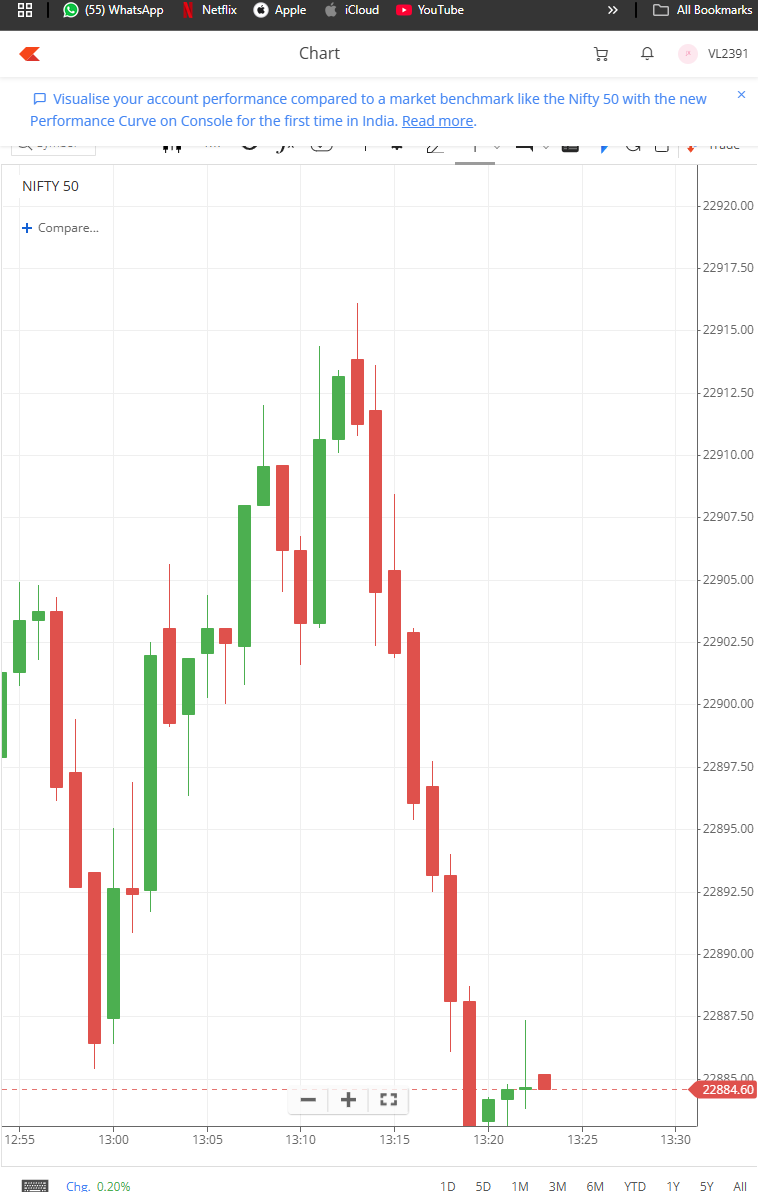 (55) WhatsApp Netflix Apple iCloud YouTube » All Bookmarks
Chart VL2391
Visualise your account performance compared to a market benchmark like the Nifty 50 with the new
Performance Curve on Console for the first time in India. Read more.
NIFTY 50
Compare...
22920.00
22917.50
22915.00
22912.50
22910.00
22907.50
22905.00
22902.50
22900.00
22897.50
22895.00
22892.50
22890.00
22887.50
22885.00
22884.60
12:55 13:00 13:05 13:10 13:15 13:20 13:25 13:30
Chg. 0.20% 1D 5D 1M 3M 6M YTD 1Y 5Y All